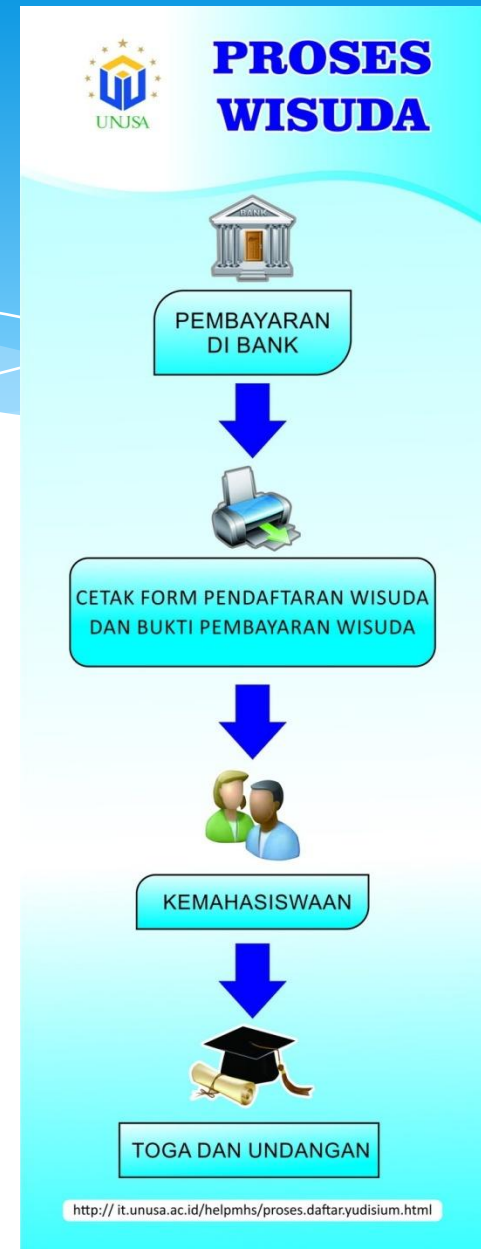 UNUSA
PROSES
WISUDA
BANK
PEMBAYARAN
DI BANK
CETAK FORM PENDAFTARAN WISUDA
DAN BUKTI PEMBAYARAN WISUDA
KEMAHASISWAAN
TOGA DAN UNDANGAN
http:// it.unusa.ac.id/helpmhs/proses.daftar.yudisium.html